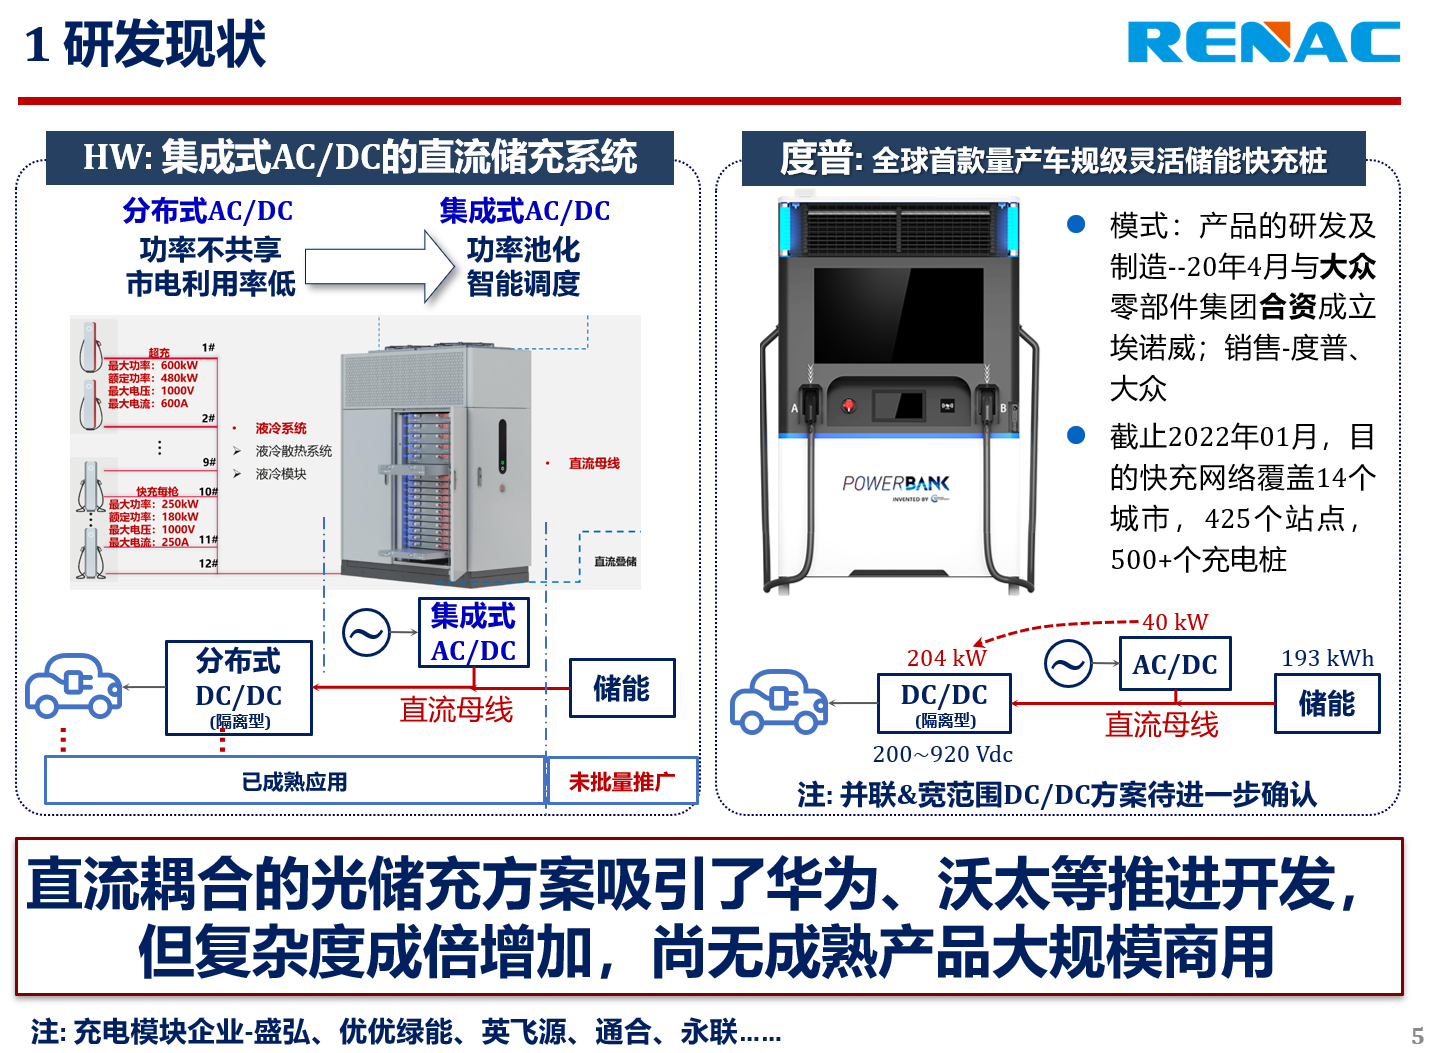 1 研发现状
RENAC
HW: 集成式AC/DC的直流储充系统
分布式AC/DC
集成式AC/DC
功率不共享
市电利用率低
功率池化
智能调度
1#
超充
最大功率：600kW
额定功率：480kW
最大电压：1000V
最大电流：600A
2#
• 液冷系统
➢ 液冷散热系统
➢ 液冷模块
9#
快充每枪
10#
最大功率：250kW
额定功率：180kW
最大电压：1000V
最大电流：250A
11#
12#
• 直流母线
直流叠储
集成式
AC/DC
分布式
DC/DC
(隔离型)
储能
直流母线
已成熟应用
未批量推广
度普: 全球首款量产车规级灵活储能快充桩
A
B
POWERBANK
INVENTED BY
● 模式：产品的研发及
制造--20年4月与大众
零部件集团合资成立
埃诺威；销售-度普、
大众
● 截止2022年01月，目
的快充网络覆盖14个
城市，425个站点，
500+个充电桩
40 kW
204 kW
AC/DC
193 kWh
DC/DC
(隔离型)
储能
直流母线
200~920 Vdc
注: 并联&宽范围DC/DC方案待进一步确认
直流耦合的光储充方案吸引了华为、沃太等推进开发，
但复杂度成倍增加，尚无成熟产品大规模商用
注: 充电模块企业-盛弘、优优绿能、英飞源、通合、永联……
5